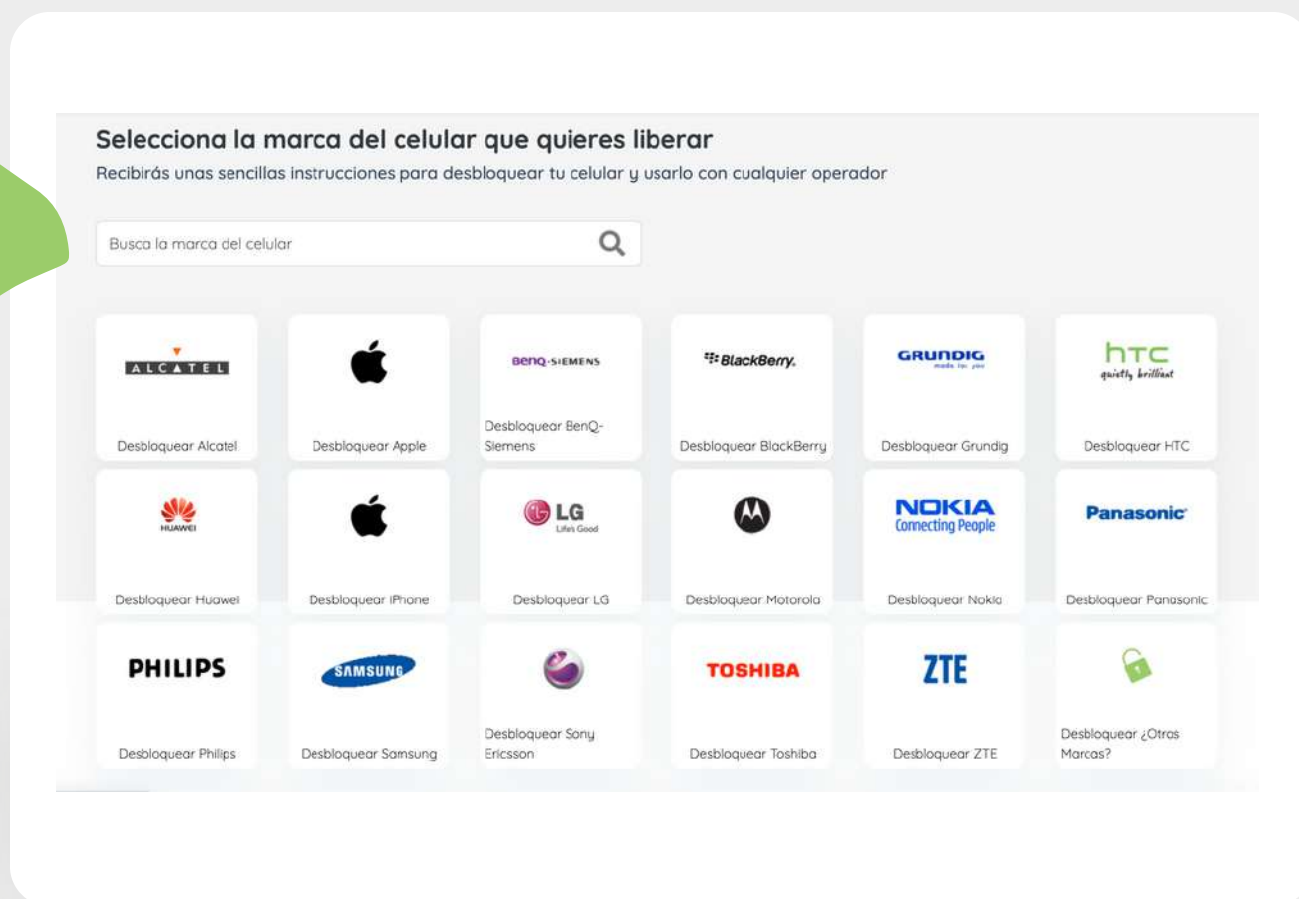 Selecciona la marca del celular que quieres liberar
Recibirás unas sencillas instrucciones para desbloquear tu celular y usarlo con cualquier operador
Busca la marca del celular
ALCATEL
BenQ-SIEMENS
BlackBerry.
GRUNDIG
made for you
hTC
quietly brilliant
Desbloquear Alcatel
Desbloquear Apple
Desbloquear BenQ-
Siemens
Desbloquear BlackBerry
Desbloquear Grundig
Desbloquear HTC
HUAWEI
LG
Life's Good
NOKIA
Connecting People
Panasonic
Desbloquear Huawei
Desbloquear iPhone
Desbloquear LG
Desbloquear Motorola
Desbloquear Nokia
Desbloquear Panasonic
PHILIPS
SAMSUNG
TOSHIBA
ZTE
Desbloquear Philips
Desbloquear Samsung
Desbloquear Sony
Ericsson
Desbloquear Toshiba
Desbloquear ZTE
Desbloquear ¿Otras
Marcas?